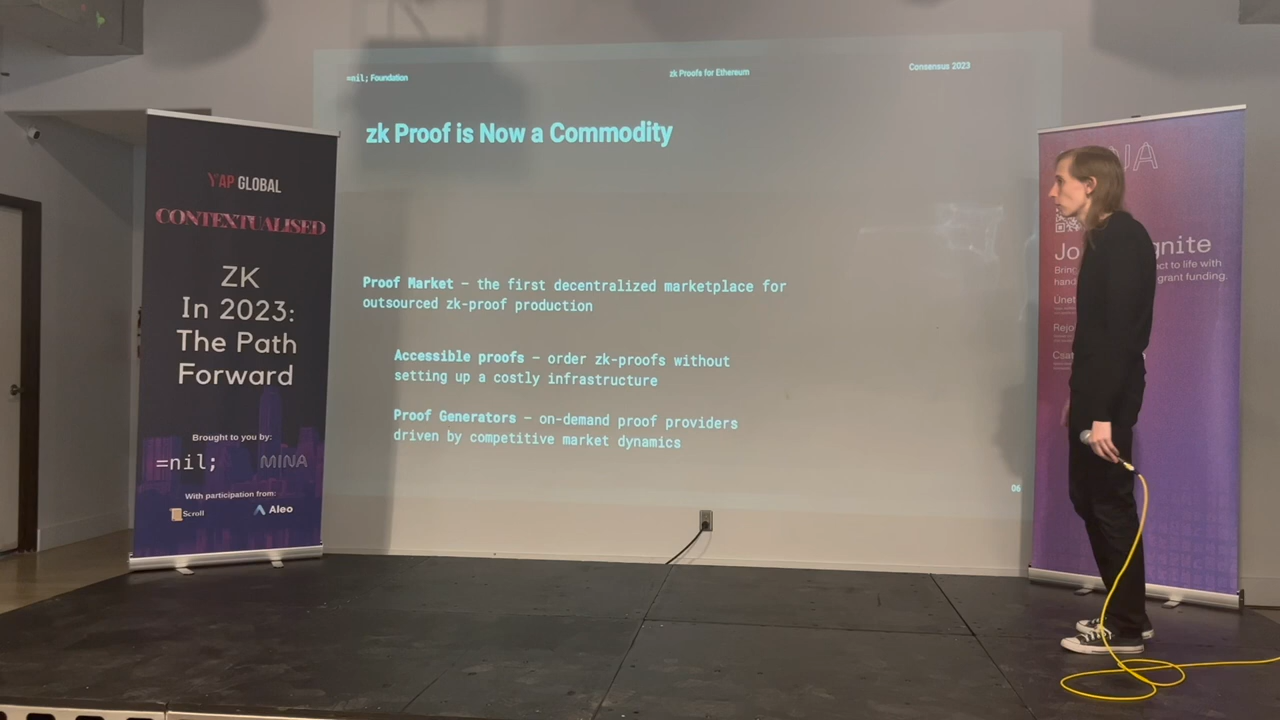 YAP GLOBAL
CONTEXTUALISED
ZK
In 2023:
The Path
Forward
Brought to you by:
=nil; MINA
With participation from:
Scroll Aleo
=nil; Foundation
zk Proofs for Ethereum
Consensus 2023
zk Proof is Now a Commodity
Proof Market – the first decentralized marketplace for
outsourced zk-proof production
Accessible proofs – order zk-proofs without
setting up a costly infrastructure
Proof Generators – on-demand proof providers
driven by competitive market dynamics
06
grant funding.